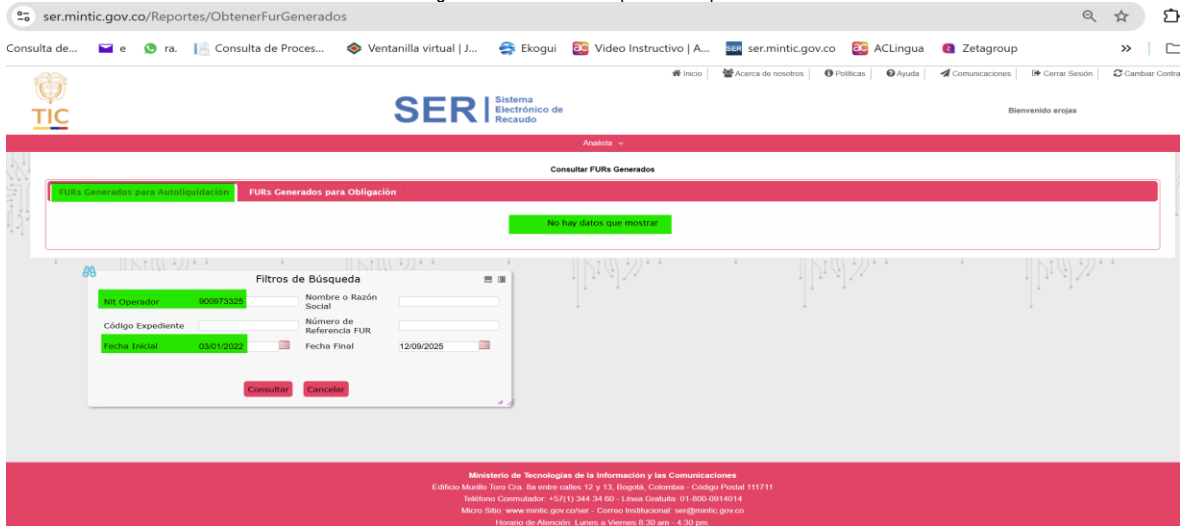 ser.mintic.gov.co/Reportes/ObtenerFurGenerados
Consulta de... e ra. Consulta de Proces... Ventanilla virtual | J... Ekogui Video Instructivo | A... SER ser.mintic.gov.co ACLingua Zetagroup »
Inicio | Acerca de nosotros | Políticas | Ayuda | Comunicaciones | Cerrar Sesión | Cambiar Contra
TIC
SER Sistema
Electrónico de
Recaudo
Bienvenido erojas
Analista
Consultar FURs Generados
FURs Generados para Autoliquidación FURs Generados para Obligación
No hay datos que mostrar
Filtros de Búsqueda
Nit Operador 900973325 Nombre o Razón
Social
Código Expediente Número de
Referencia FUR
Fecha Inicial 03/01/2022 Fecha Final 12/09/2025
Consultar Cancelar
Ministerio de Tecnologías de la Información y las Comunicaciones
Edificio Murillo Toro Cra. 8a entre calles 12 y 13, Bogotá, Colombia - Código Postal 111711
Teléfono Conmutador: +57(1) 344 34 60 - Línea Gratuita: 01-800-0914014
Micro Sitio: www.mintic.gov.co/ser - Correo Institucional: ser@mintic.gov.co
Horario de Atención: Lunes a Viernes 8:30 am - 4:30 pm.